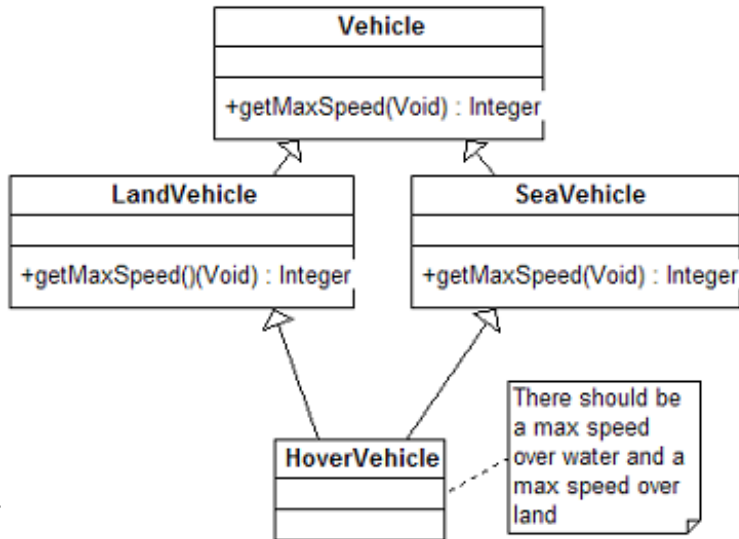 Vehicle
+getMaxSpeed(Void) : Integer
LandVehicle
+getMaxSpeed()(Void) : Integer
SeaVehicle
+getMaxSpeed(Void) : Integer
HoverVehicle
There should be
a max speed
over water and a
max speed over
land